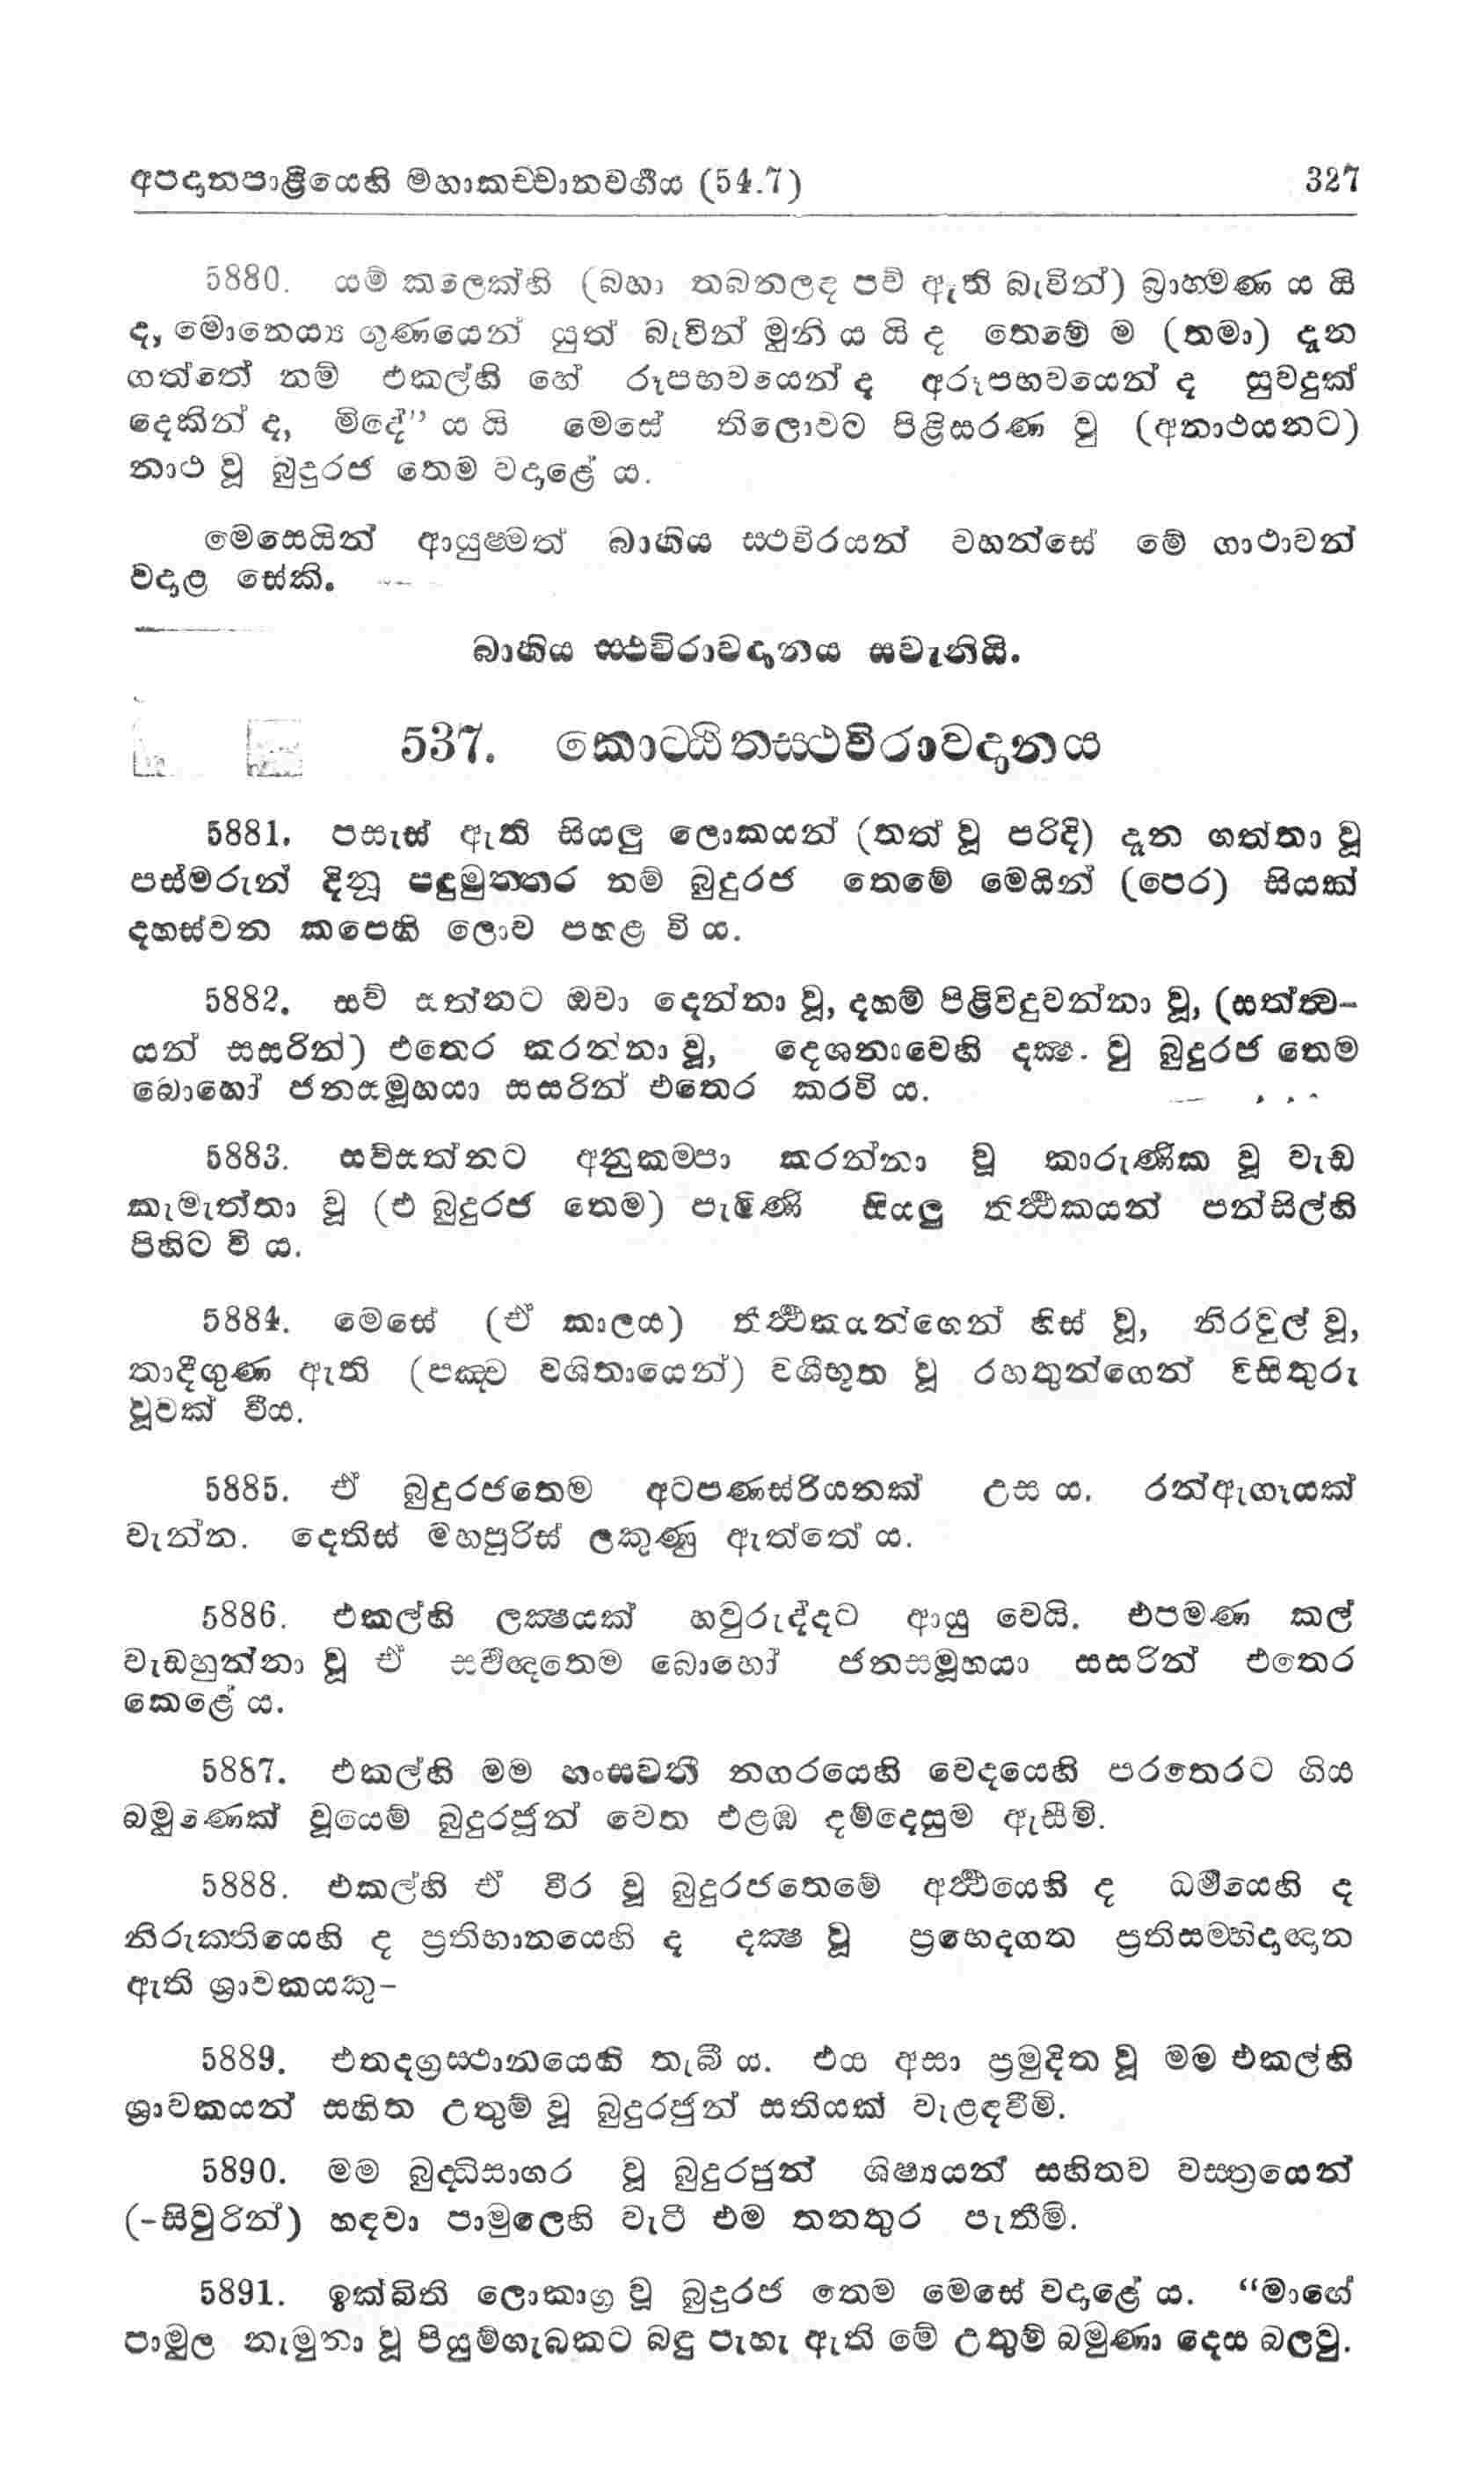 අපදානපාළියෙහි මහාකච්චානවර්‍ගය (54.7) 327
5880. යම් කලෙක්හි (බහා තබනලද පව් ඇති බැවින්) බ්‍රාහ්මණ ය යි
ද, මොනෙය්‍ය ගුණයෙන් යුත් බැවින් මුනි ය යි ද තෙමේ ම (තමා) දැන
ගත්තේ නම් එකල්හි හේ රූපභවයෙන් ද අරූපභවයෙන් ද සුවදුක්
දෙකින් ද, මිදේ” ය යි මෙසේ තිලොවට පිළිසරණ වූ (අනාථයනට)
නාථ වූ බුදුරජ තෙම වදාළේ ය.
මෙසෙයින් ආයුෂ්මත් බාහිය ස්ථවිරයන් වහන්සේ මේ ගාථාවන්
වදාළ සේකි.
බාහිය ස්ථවිරාවදානය සවැනියි.
537. කොට්ඨිතස්ථවිරාවදානය
5881. පසැස් ඇති සියලු ලොකයන් (තත් වූ පරිදි) දැන ගත්තා වූ
පස්මරුන් දිනූ පදුමුත්තර නම් බුදුරජ තෙමේ මෙයින් (පෙර) සියක්
දහස්වන කපෙහි ලොව පහළ වි ය.
5882. සව් සත්නට ඔවා දෙන්නා වූ, දහම් පිළිවිදුවන්නා වූ, (සත්ත්‍ව-
යන් සසරින්) එතෙර කරන්නා වූ, දෙශනාවෙහි දක්‍ෂ. වූ බුදුරජ තෙම
බොහෝ ජනසමූහයා සසරින් එතෙර කරවි ය.
5883. සව්සත්නට අනුකම්පා කරන්නා වූ කාරුණික වූ වැඩ
කැමැත්තා වූ (එ බුදුරජ තෙම) පැමිණි සියලු තීර්‍ථකයන් පන්සිල්හි
පිහිට වී ය.
5884. මෙසේ (ඒ කාලය) තීර්‍ථකයන්ගෙන් හිස් වූ, නිරවුල් වූ,
තාදීගුණ ඇති (පඤ්ච වශිතායෙන්) වශීභූත වූ රහතුන්ගෙන් විසිතුරු
වූවක් වීය.
5885. ඒ බුදුරජතෙම අටපණස්රියනක් උස ය. රන්ඇගෑයක්
වැන්න. දෙතිස් මහපුරිස් ලකුණු ඇත්තේ ය.
5886. එකල්හි ලක්‍ෂයක් හවුරුද්දට ආයු වෙයි. එපමණ කල්
වැඩහුන්නා වූ ඒ සර්‍වඥතෙම බොහෝ ජනසමූහයා සසරින් එතෙර
කෙළේ ය.
5887. එකල්හි මම හංසවතී නගරයෙහි වෙදයෙහි පරතෙරට ගිය
බමුණෙක් වූයෙම් බුදුරජුන් වෙත එළඹ දම්දෙසුම ඇසීමි.
5888. එකල්හි ඒ වීර වූ බුදුරජතෙමේ අර්‍ථයෙහි ද ධර්‍මයෙහි ද
නිරුක්තියෙහි ද ප්‍රතිභානයෙහි ද දක්‍ෂ වූ ප්‍රභෙදගත ප්‍රතිසම්භිදාඥාන
ඇති ශ්‍රාවකයකු-
5889. එතදග්‍රස්ථානයෙහි තැබී ය. එය අසා ප්‍රමුදිත වූ මම එකල්හි
ශ්‍රාවකයන් සහිත උතුම් වූ බුදුරජුන් සතියක් වැළඳවීමි.
5890. මම බුද්ධිසාගර වූ බුදුරජුන් ශිෂ්‍යයන් සහිතව වස්ත්‍රයෙන්
(-සිවුරින්) හඳවා පාමුලෙහි වැටී එම තනතුර පැතීමි.
5891. ඉක්බිති ලොකාග්‍ර වූ බුදුරජ තෙම මෙසේ වදාළේ ය. “මාගේ
පාමුල නැමුනා වූ පියුම්ගැබකට බඳු පැහැ ඇති මේ උතුම් බමුණා දෙස බලවු.